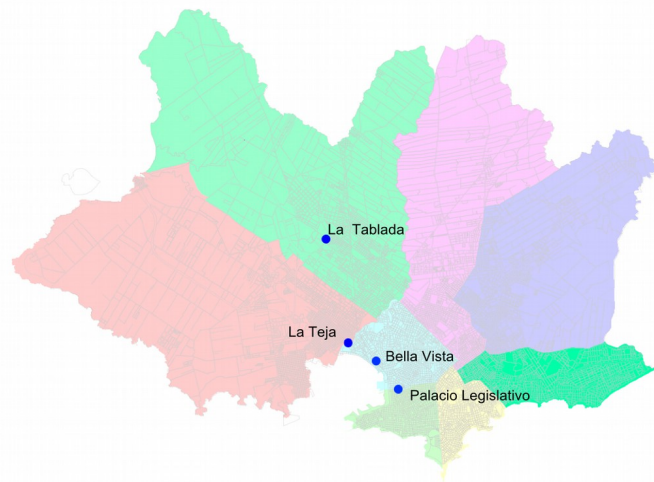 La Tablada
La Teja
Bella Vista
Palacio Legislativo